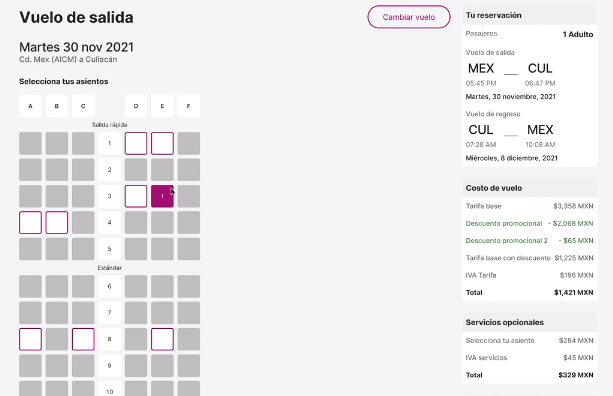 Vuelo de salida
Cambiar vuelo
Martes 30 nov 2021
Cd. Mex (AICM) a Culiacán
Selecciona tus asientos
A B C D E F
Salida rápida
1
2
3 1
4
5
Estándar
6
7
8
9
10
Tu reservación
Pasajeros 1 Adulto
Vuelo de salida
MEX — CUL
05:45 PM 06:47 PM
Martes, 30 noviembre, 2021
Vuelo de regreso
CUL — MEX
07:28 AM 10:08 AM
Miércoles, 8 diciembre, 2021
Costo de vuelo
Tarifa base $3,358 MXN
Descuento promocional - $2,068 MXN
Descuento promocional 2 - $65 MXN
Tarifa base con descuento $1,225 MXN
IVA Tarifa $196 MXN
Total $1,421 MXN
Servicios opcionales
Selecciona tu asiento $284 MXN
IVA servicios $45 MXN
Total $329 MXN